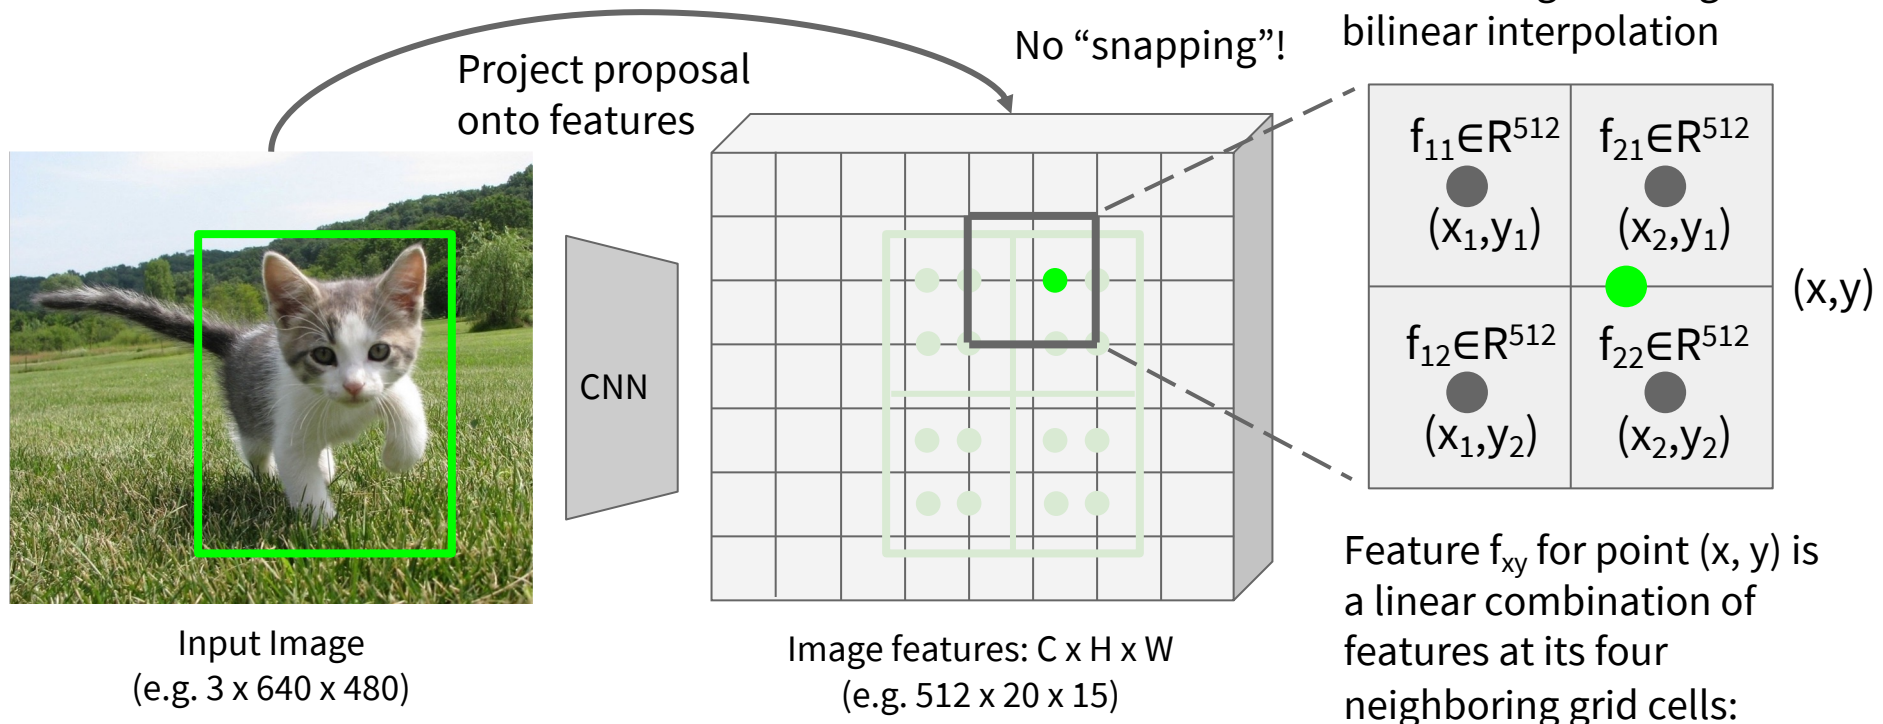 No “snapping”!
bilinear interpolation
Project proposal
onto features
CNN
f₁₁∈R⁵¹² f₂₁∈R⁵¹²
(x₁,y₁) (x₂,y₁)
(x,y)
f₁₂∈R⁵¹² f₂₂∈R⁵¹²
(x₁,y₂) (x₂,y₂)
Input Image
(e.g. 3 x 640 x 480)
Image features: C x H x W
(e.g. 512 x 20 x 15)
Feature fₓᵧ for point (x, y) is
a linear combination of
features at its four
neighboring grid cells: